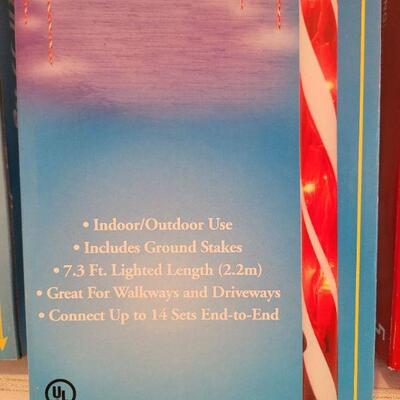 • Indoor/Outdoor Use
• Includes Ground Stakes
• 7.3 Ft. Lighted Length (2.2m)
• Great For Walkways and Driveways
• Connect Up to 14 Sets End-to-End
UL